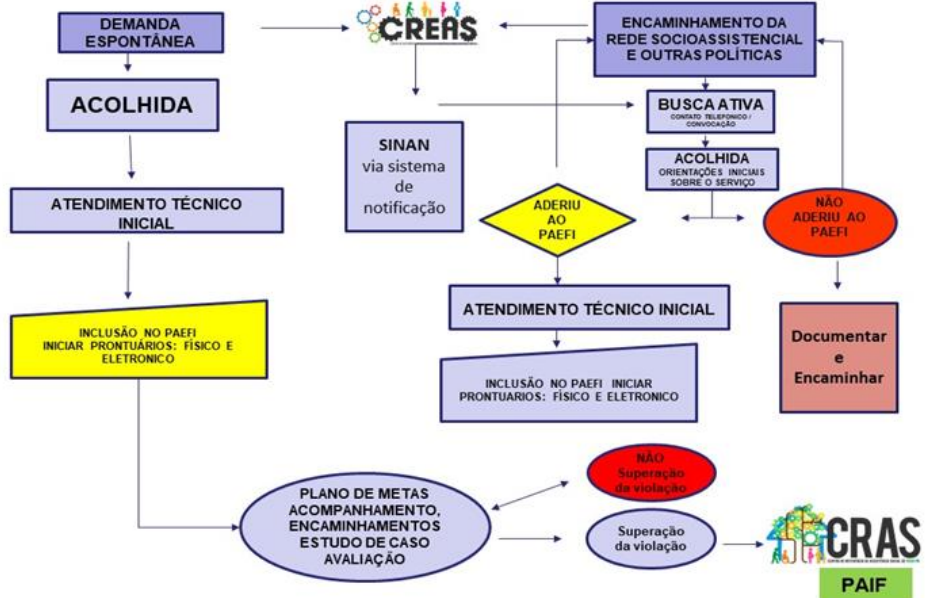 DEMANDA
ESPONTÂNEA
CREAS
ENCAMINHAMENTO DA
REDE SOCIOASSISTENCIAL
E OUTRAS POLÍTICAS
ACOLHIDA
BUSCA ATIVA
CONTATO TELEFONICO /
CONVOCAÇÃO
SINAN
via sistema
de
notificação
ACOLHIDA
ORIENTAÇÕES INICIAIS
SOBRE O SERVIÇO
ATENDIMENTO TÉCNICO
INICIAL
ADERIU
AO
PAEFI
NÃO
ADERIU AO
PAEFI
ATENDIMENTO TÉCNICO INICIAL
INCLUSÃO NO PAEFI
INICIAR PRONTUÁRIOS: FÍSICO E
ELETRONICO
Documentar
e
Encaminhar
INCLUSÃO NO PAEFI INICIAR
PRONTUARIOS: FÍSICO E ELETRONICO
NÃO
Superação
da violação
PLANO DE METAS
ACOMPANHAMENTO,
ENCAMINHAMENTOS
ESTUDO DE CASO
AVALIAÇÃO
Superação
da violação
CRAS
PAIF